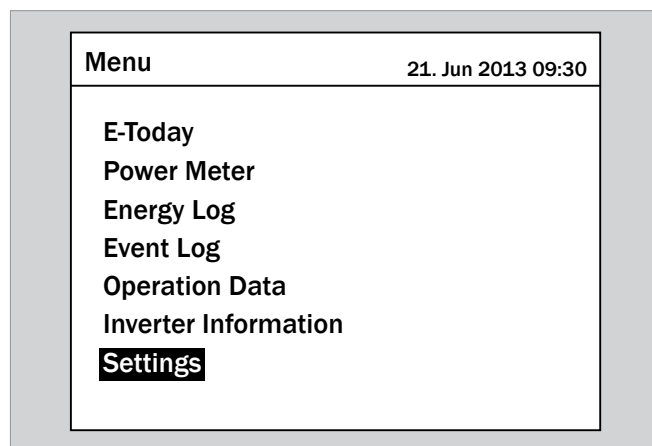 Menu
21. Jun 2013 09:30
E-Today
Power Meter
Energy Log
Event Log
Operation Data
Inverter Information
Settings